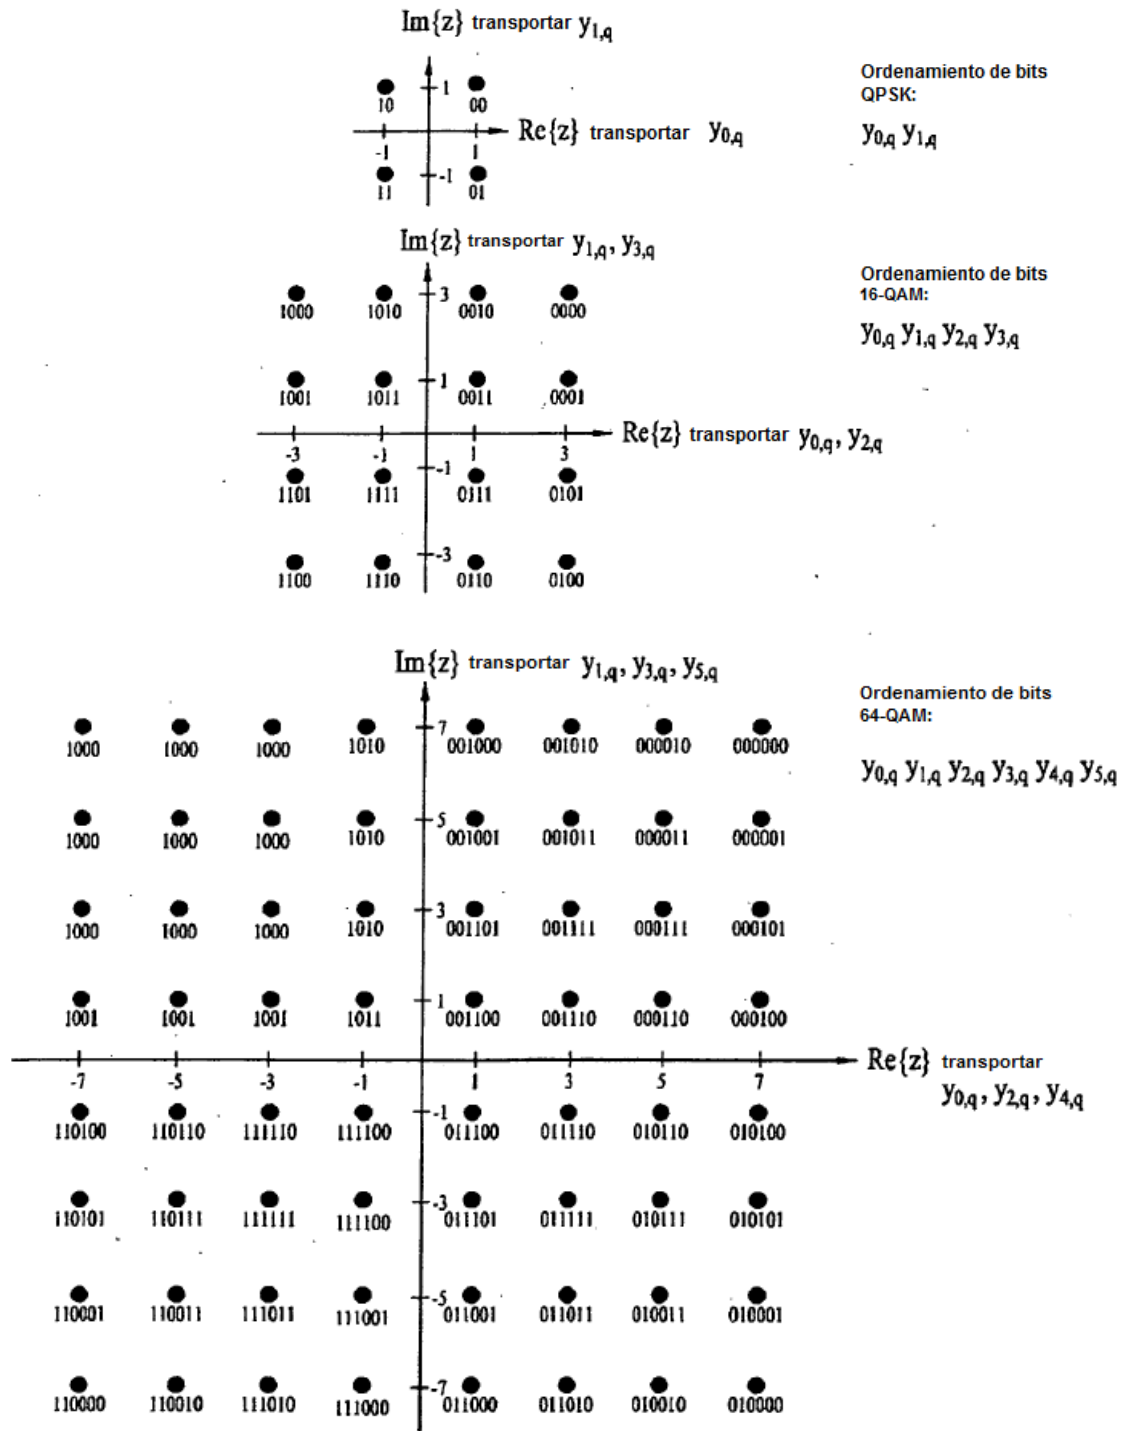 Im{z} transportar y1,q
Ordenamiento de bits
QPSK:
y0,q y1,q
1
10 00
Re{z} transportar y0,q
-1 1
-1
11 01
Im{z} transportar y1,q, y3,q
Ordenamiento de bits
16-QAM:
y0,q y1,q y2,q y3,q
3
1000 1010 0010 0000
1
1001 1011 0011 0001
Re{z} transportar y0,q, y2,q
-3 -1 1 3
-1
1101 1111 0111 0101
-3
1100 1110 0110 0100
Im{z} transportar y1,q, y3,q, y5,q
Ordenamiento de bits
64-QAM:
y0,q y1,q y2,q y3,q y4,q y5,q
7
1000 1000 1000 1010 001000 001010 000010 000000
5
1000 1000 1000 1010 001001 001011 000011 000001
3
1000 1000 1000 1010 001101 001111 000111 000101
1
1001 1001 1001 1011 001100 001110 000110 000100
Re{z} transportar
y0,q, y2,q, y4,q
-7 -5 -3 -1 1 3 5 7
-1
110100 110110 111110 111100 011100 011110 010110 010100
-3
110101 110111 111111 111100 011101 011111 010111 010101
-5
110001 110011 111011 111001 011001 011011 010011 010001
-7
110000 110010 111010 111000 011000 011010 010010 010000